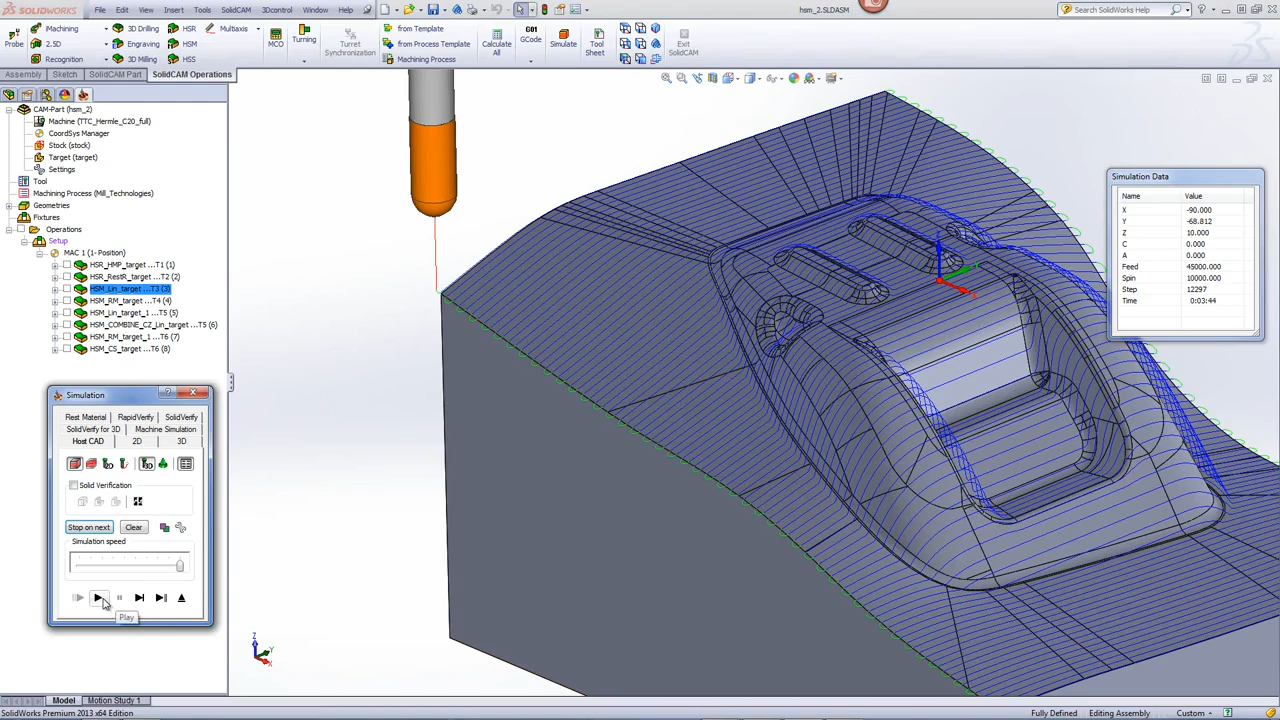 SOLIDWORKS File Edit View Insert Tools SolidCAM 3Dcontrol Window Help hsm_2.SLDASM Search SolidWorks Help
Probe
iMachining
2.5D
Recognition
3D Drilling
Engraving
3D Milling
HSR
HSM
HSS
Multiaxis
MCO
Turning
Turret
Synchronization
from Template
from Process Template
Machining Process
Calculate
All
G01
GCode
Simulate
Tool
Sheet
Exit
SolidCAM
Assembly Sketch SolidCAM Part SolidCAM Operations
CAM-Part (hsm_2)
Machine (TTC_Hermle_C20_full)
CoordSys Manager
Stock (stock)
Target (target)
Settings
Tool
Machining Process (Mill_Technologies)
Geometries
Fixtures
Operations
Setup
MAC 1 (1- Position)
HSR_HMP_target ...T1 (1)
HSR_RestR_target ...T2 (2)
HSM_Lin_target ...T3 (3)
HSM_RM_target ...T4 (4)
HSM_Lin_target_1 ...T5 (5)
HSM_COMBINE_CZ_Lin_target ...T5 (6)
HSM_RM_target_1 ...T6 (7)
HSM_CS_target ...T6 (8)
Simulation Data
Name Value
X -90.000
Y -68.812
Z 10.000
C 0.000
A 0.000
Feed 45000.000
Spin 10000.000
Step 12297
Time 0:03:44
Simulation
Rest Material RapidVerify SolidVerify
SolidVerify for 3D Machine Simulation
Host CAD 2D 3D
Solid Verification
Stop on next Clear
Simulation speed
Play
Z
Y
X
Model Motion Study 1
SolidWorks Premium 2013 x64 Edition Fully Defined Editing Assembly Custom